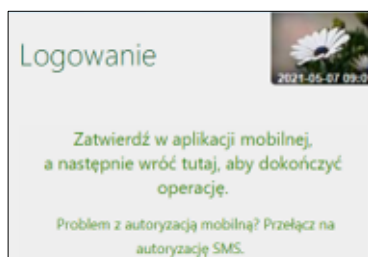 Logowanie
2021-05-07 09:0
Zatwierdź w aplikacji mobilnej,
a następnie wróć tutaj, aby dokończyć
operację.
Problem z autoryzacją mobilną? Przełącz na
autoryzację SMS.